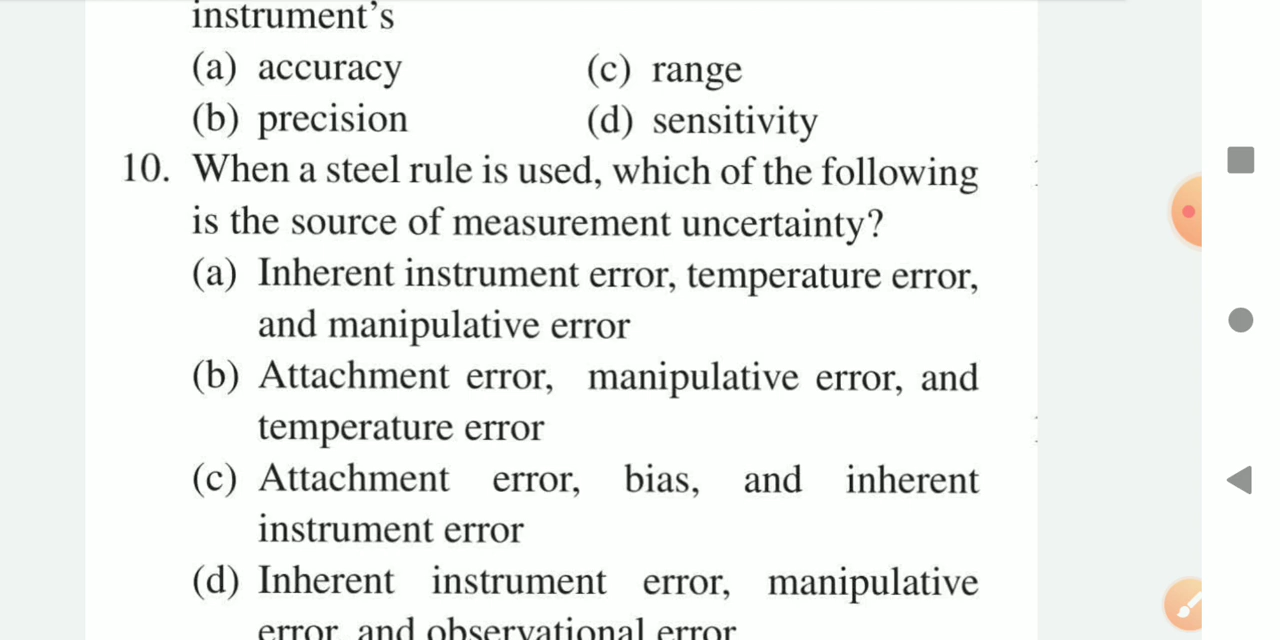 instrument's
(a) accuracy (c) range
(b) precision (d) sensitivity
10. When a steel rule is used, which of the following
is the source of measurement uncertainty?
(a) Inherent instrument error, temperature error,
and manipulative error
(b) Attachment error, manipulative error, and
temperature error
(c) Attachment error, bias, and inherent
instrument error
(d) Inherent instrument error, manipulative
error, and observational error